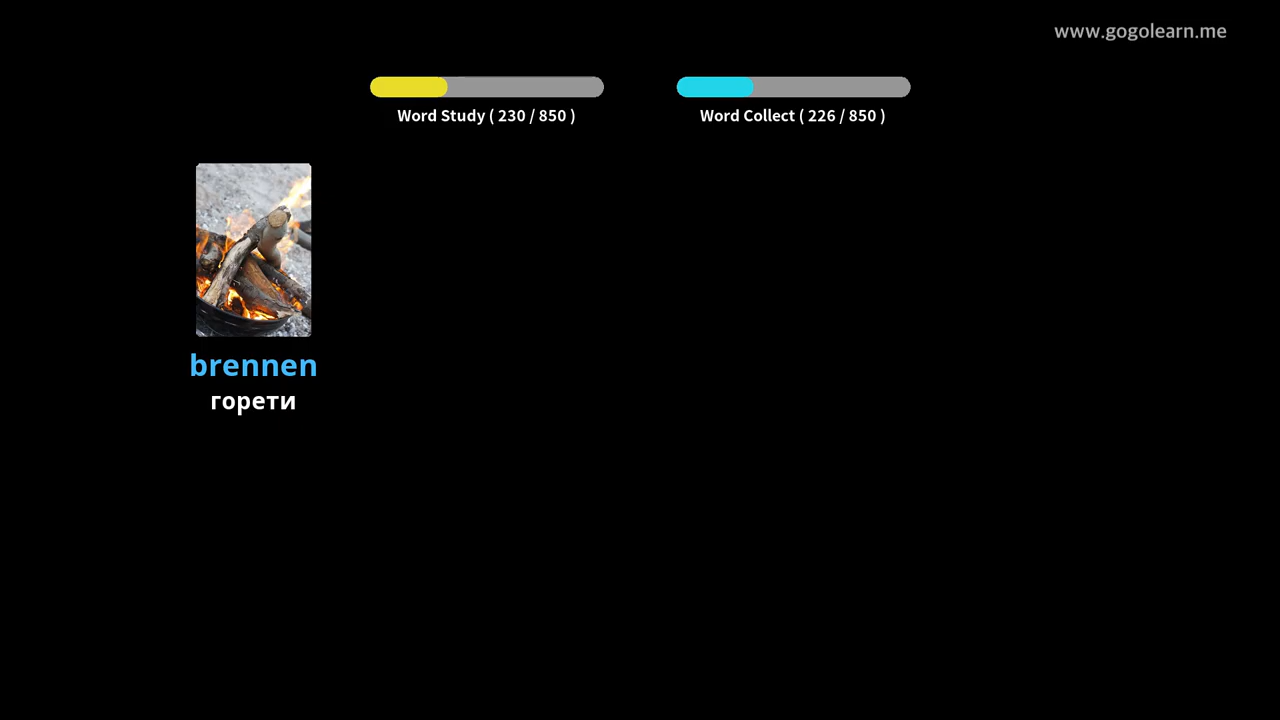 www.gogolearn.me
Word Study ( 230 / 850 )
Word Collect ( 226 / 850 )
brennen
горети